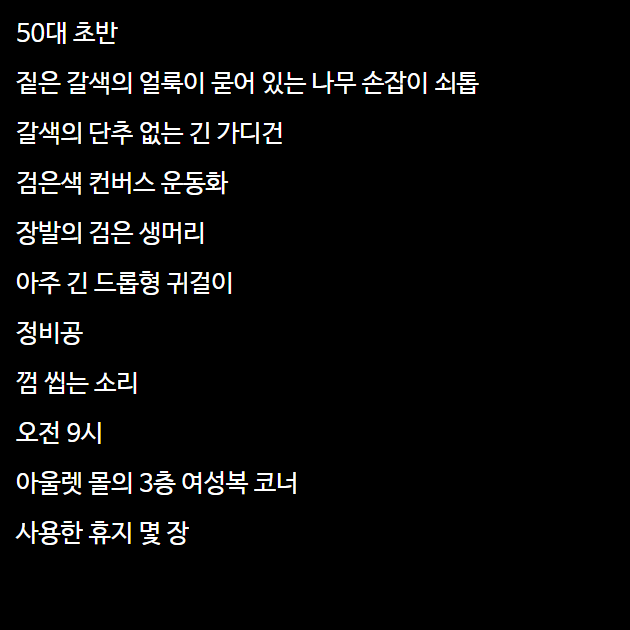 50대 초반
짙은 갈색의 얼룩이 묻어 있는 나무 손잡이 쇠톱
갈색의 단추 없는 긴 가디건
검은색 컨버스 운동화
장발의 검은 생머리
아주 긴 드롭형 귀걸이
정비공
껌 씹는 소리
오전 9시
아울렛 몰의 3층 여성복 코너
사용한 휴지 몇 장